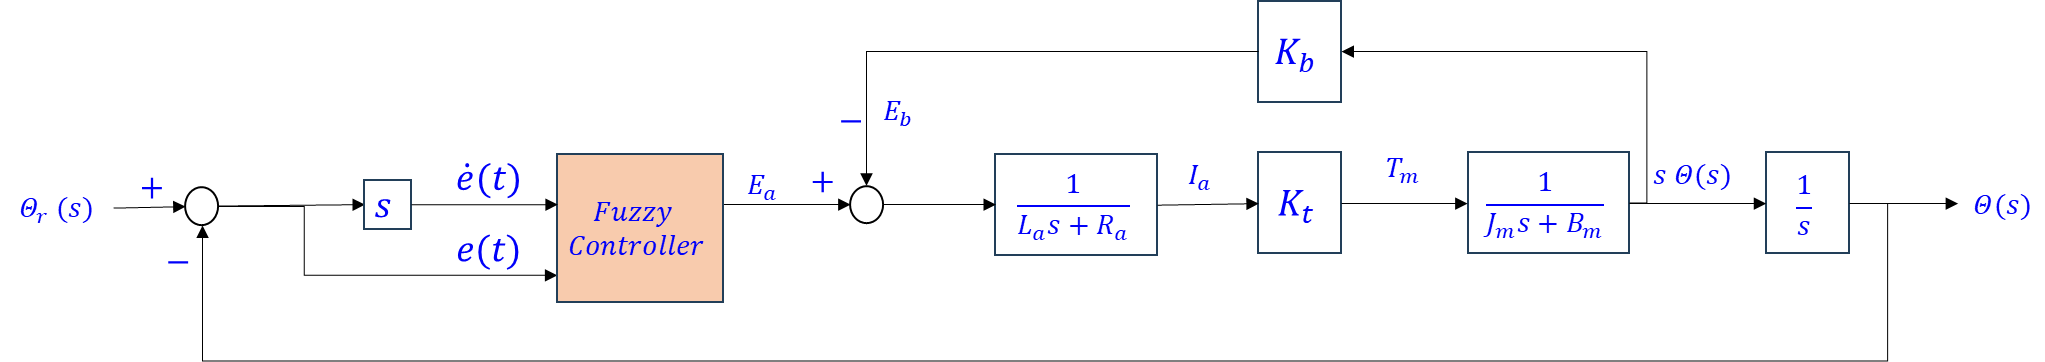 K_b
E_b
−
ė(t)
+
s
Fuzzy
Controller
E_a
+
1
L_a s + R_a
I_a
K_t
T_m
1
J_m s + B_m
s Θ(s)
1
s
Θ(s)
Θ_r (s)
e(t)
−